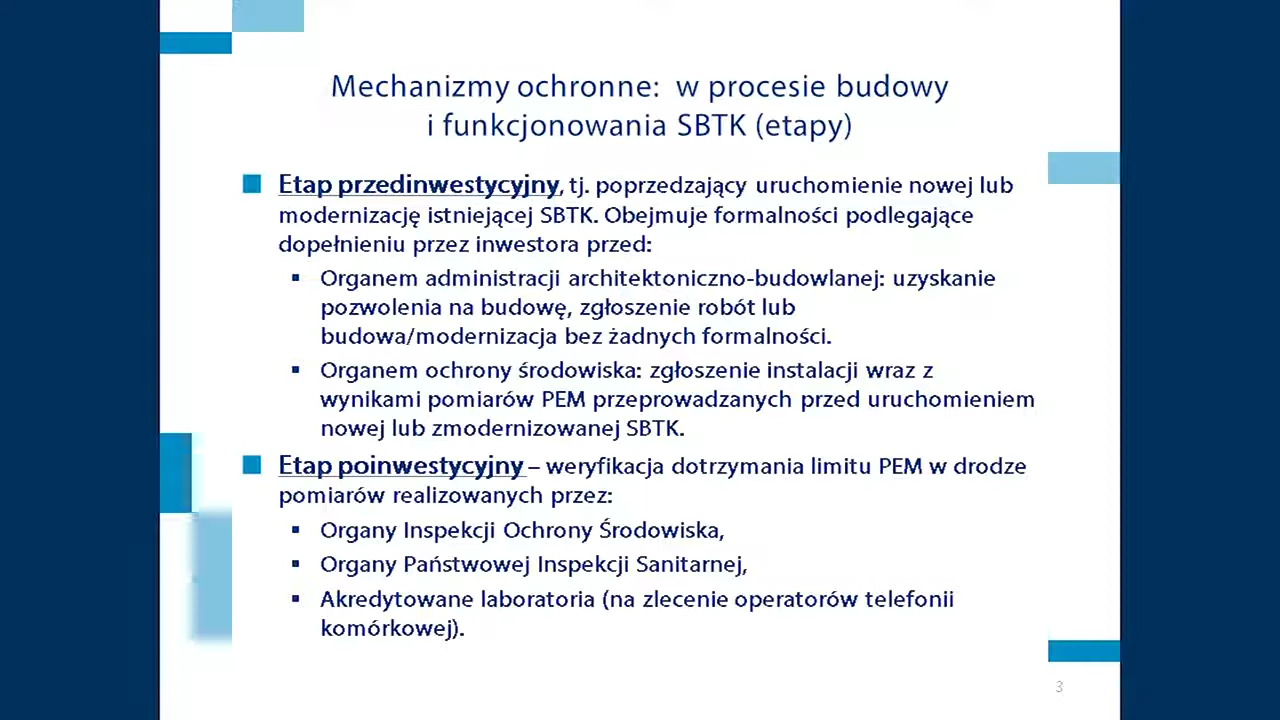 Mechanizmy ochronne: w procesie budowy
i funkcjonowania SBTK (etapy)
Etap przedinwestycyjny, tj. poprzedzający uruchomienie nowej lub
modernizację istniejącej SBTK. Obejmuje formalności podlegające
dopełnieniu przez inwestora przed:
Organem administracji architektoniczno-budowlanej: uzyskanie
pozwolenia na budowę, zgłoszenie robót lub
budowa/modernizacja bez żadnych formalności.
Organem ochrony środowiska: zgłoszenie instalacji wraz z
wynikami pomiarów PEM przeprowadzanych przed uruchomieniem
nowej lub zmodernizowanej SBTK.
Etap poinwestycyjny – weryfikacja dotrzymania limitu PEM w drodze
pomiarów realizowanych przez:
Organy Inspekcji Ochrony Środowiska,
Organy Państwowej Inspekcji Sanitarnej,
Akredytowane laboratoria (na zlecenie operatorów telefonii
komórkowej).
3